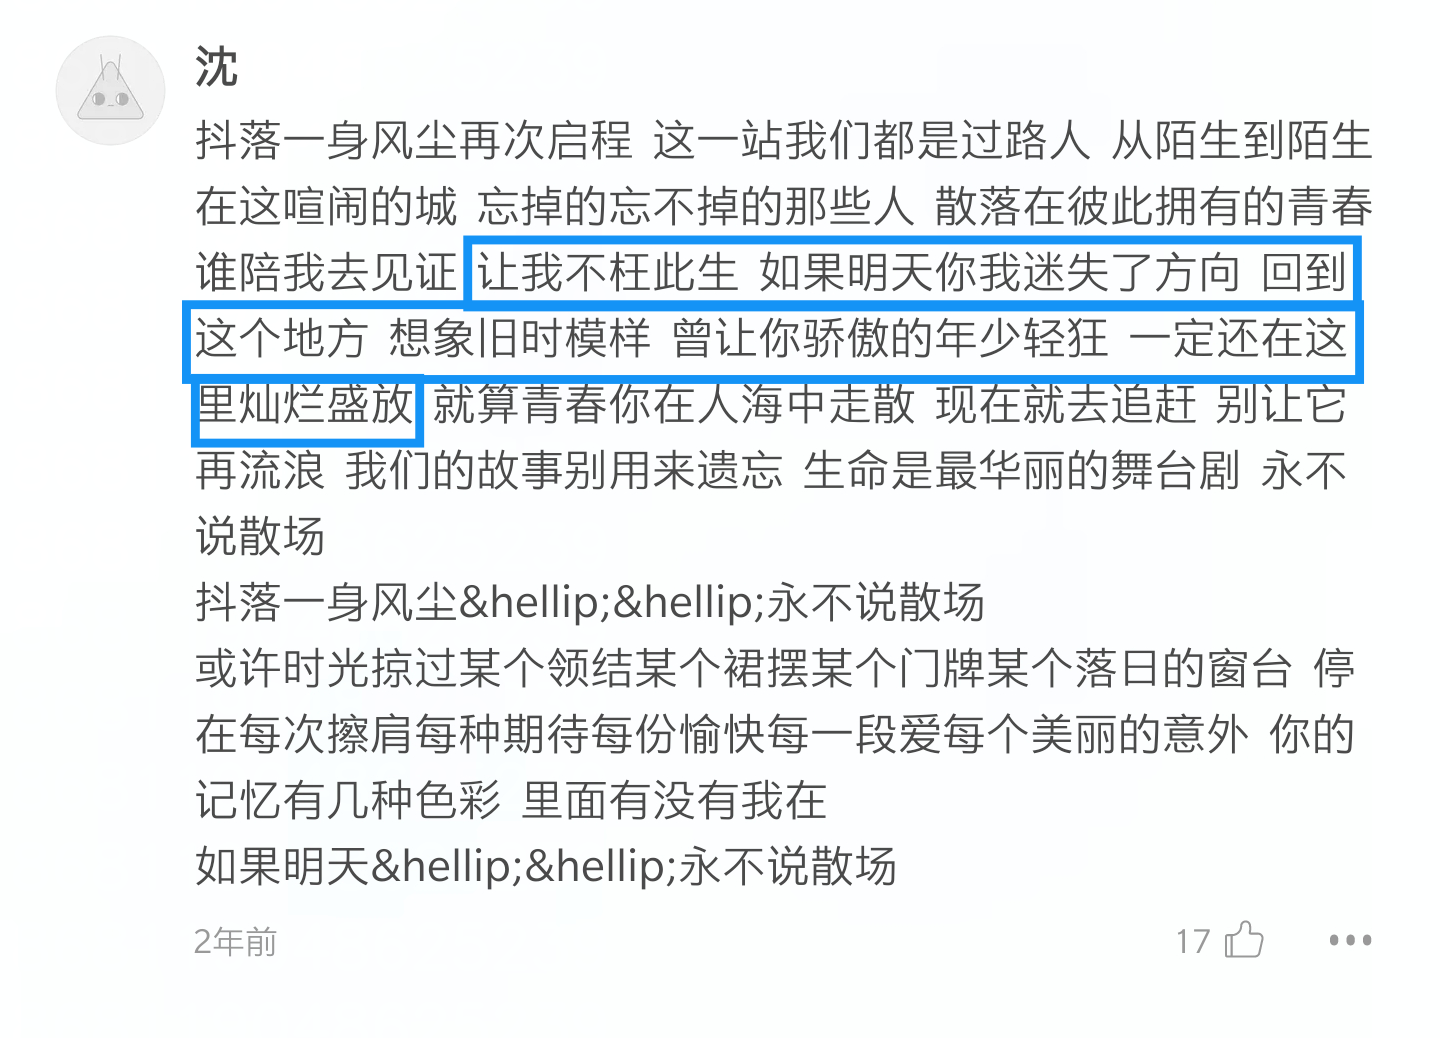 沈
抖落一身风尘再次启程 这一站我们都是过路人 从陌生到陌生
在这喧闹的城 忘掉的忘不掉的那些人 散落在彼此拥有的青春
谁陪我去见证 让我不枉此生 如果明天你我迷失了方向 回到
这个地方 想象旧时模样 曾让你骄傲的年少轻狂 一定还在这
里灿烂盛放 就算青春你在人海中走散 现在就去追赶 别让它
再流浪 我们的故事别用来遗忘 生命是最华丽的舞台剧 永不
说散场
抖落一身风尘&hellip;&hellip;永不说散场
或许时光掠过某个领结某个裙摆某个门牌某个落日的窗台 停
在每次擦肩每种期待每份愉快每一段爱每个美丽的意外 你的
记忆有几种色彩 里面有没有我在
如果明天&hellip;&hellip;永不说散场
2年前 17